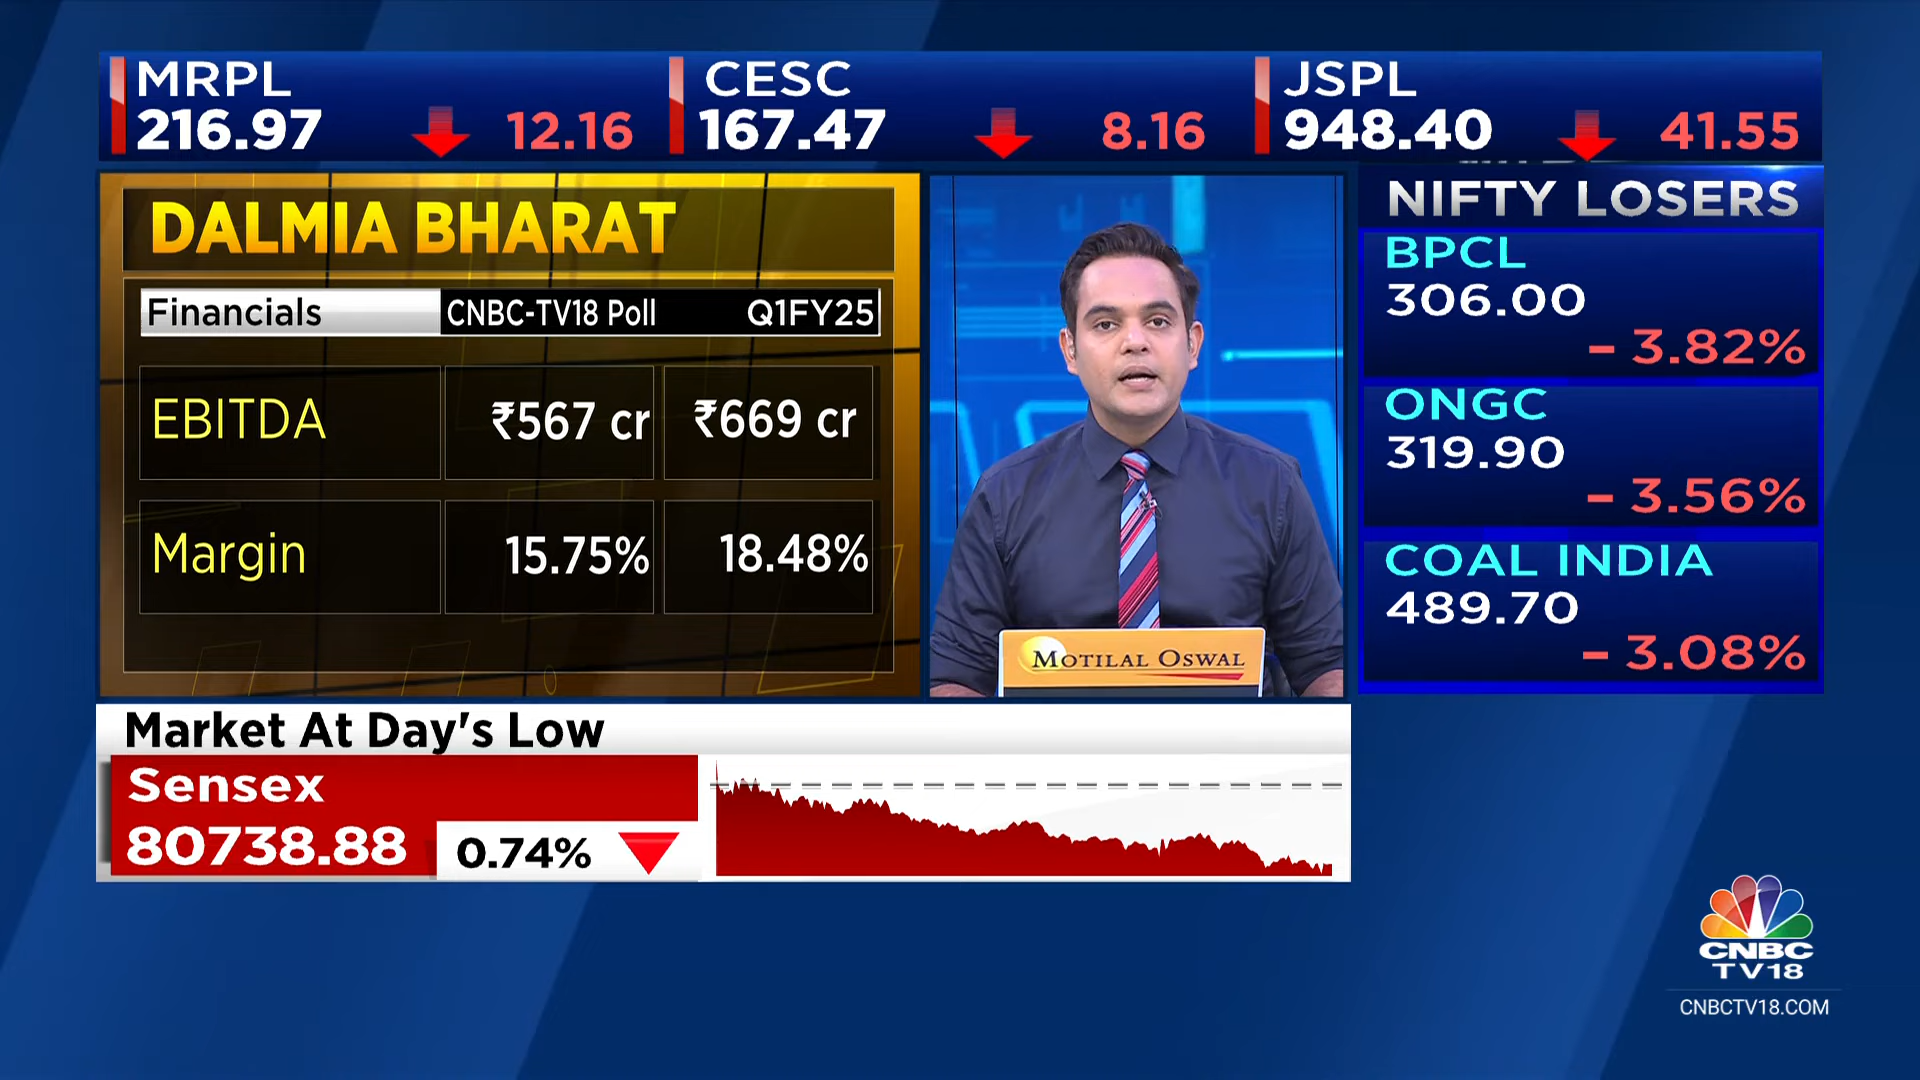 MRPL
216.97 12.16
CESC
167.47 8.16
JSPL
948.40 41.55
DALMIA BHARAT
Financials CNBC-TV18 Poll Q1FY25
EBITDA ₹567 cr ₹669 cr
Margin 15.75% 18.48%
MOTILAL OSWAL
NIFTY LOSERS
BPCL
306.00
- 3.82%
ONGC
319.90
- 3.56%
COAL INDIA
489.70
- 3.08%
Market At Day's Low
Sensex
80738.88 0.74%
CNBC
TV18
CNBCTV18.COM